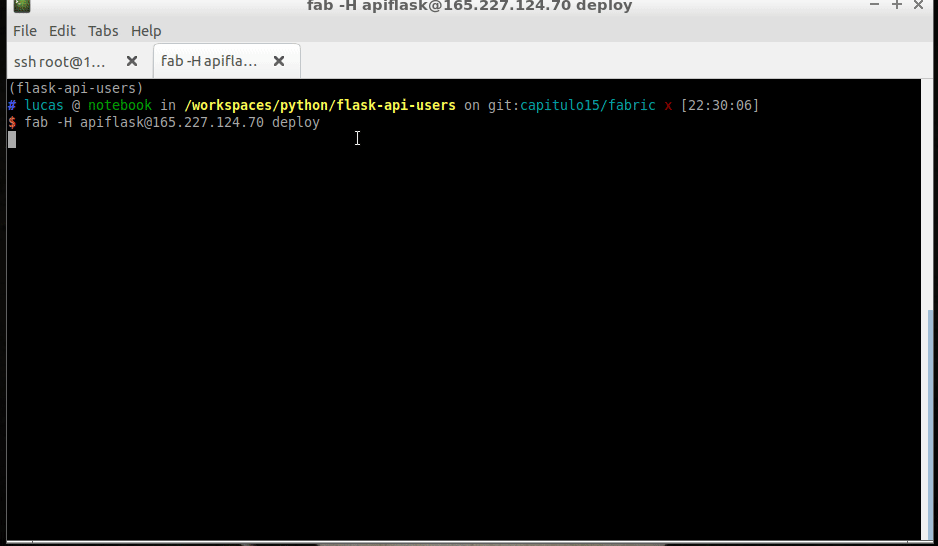 fab -H apiflask@165.227.124.70 deploy
File Edit Tabs Help
ssh root@1... fab -H apifla...
(flask-api-users)
# lucas @ notebook in /workspaces/python/flask-api-users on git:capitulo15/fabric x [22:30:06]
$ fab -H apiflask@165.227.124.70 deploy